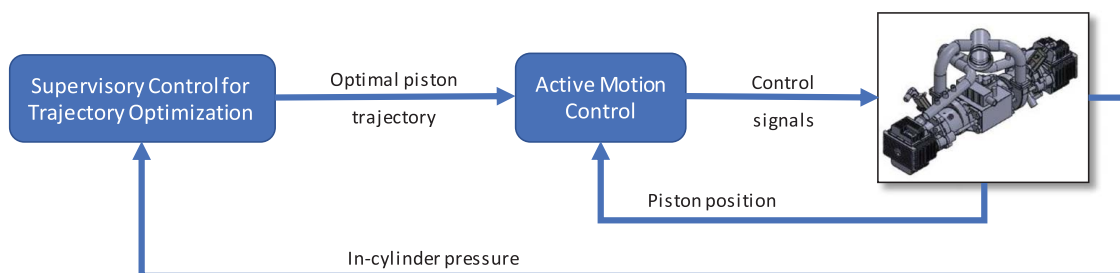 Supervisory Control for
Trajectory Optimization
Optimal piston
trajectory
Active Motion
Control
Control
signals
Piston position
In-cylinder pressure